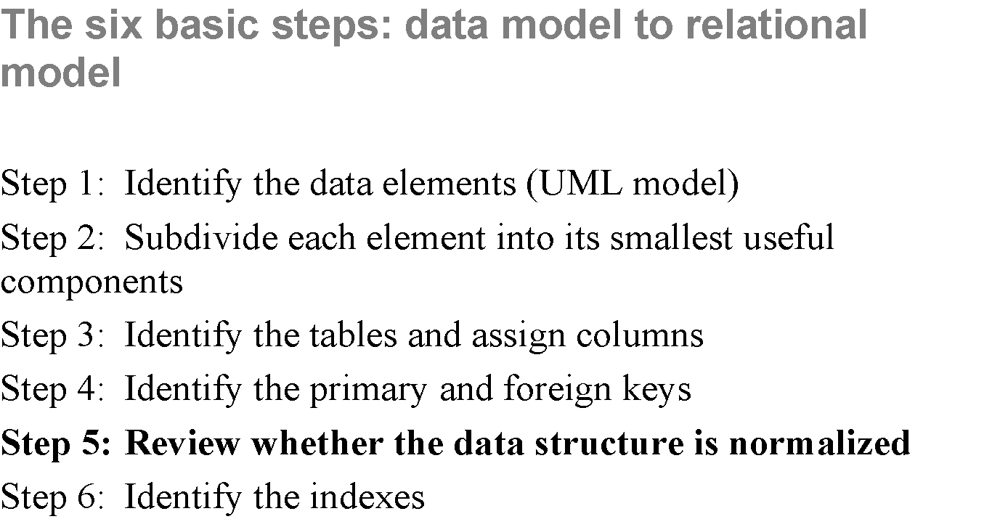 The six basic steps: data model to relational
model
Step 1: Identify the data elements (UML model)
Step 2: Subdivide each element into its smallest useful
components
Step 3: Identify the tables and assign columns
Step 4: Identify the primary and foreign keys
Step 5: Review whether the data structure is normalized
Step 6: Identify the indexes